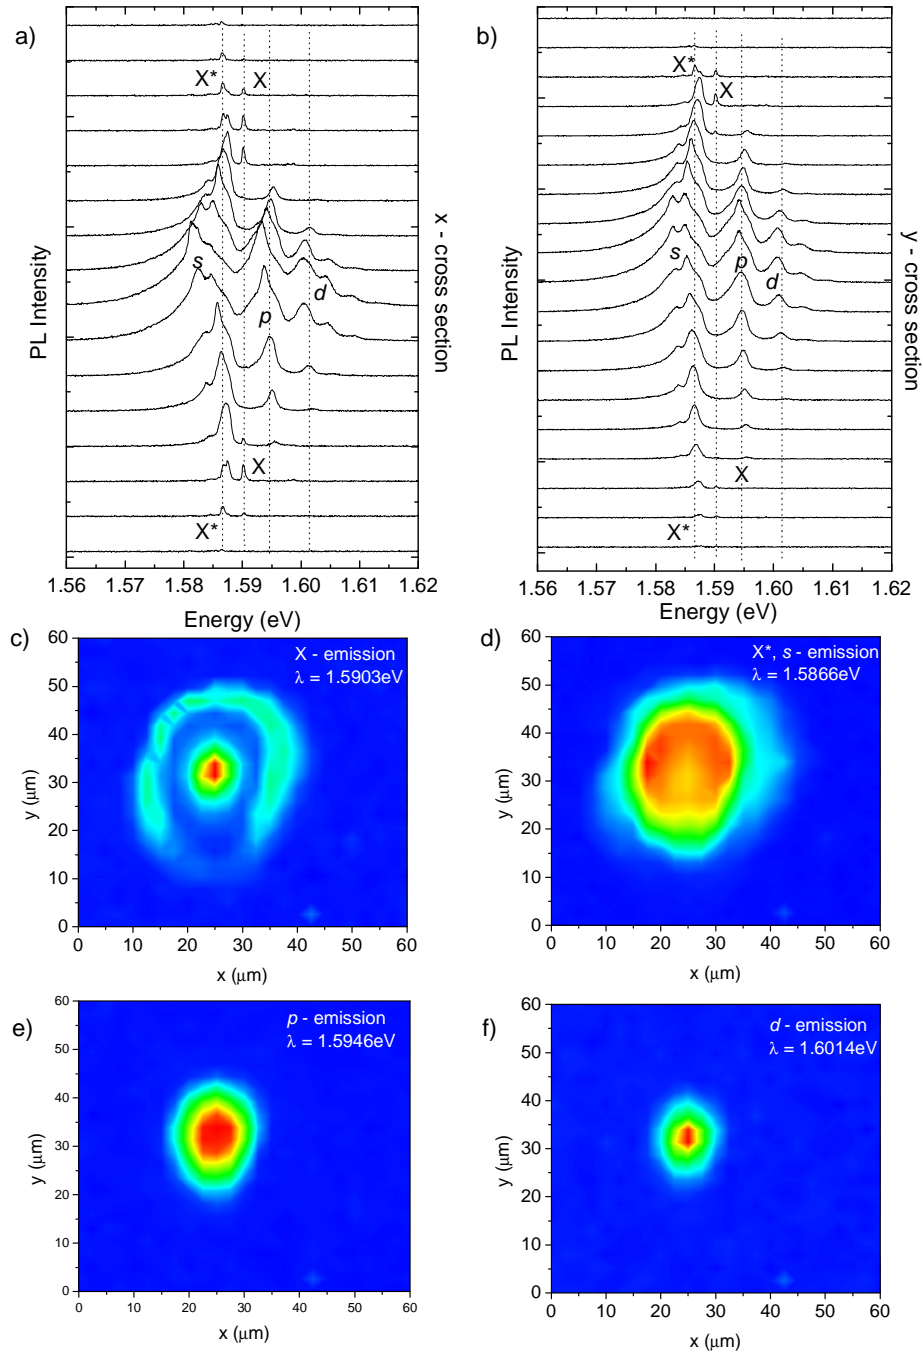 a)
X*
X
s
p
d
X
X*
PL Intensity
x - cross section
1.56 1.57 1.58 1.59 1.60 1.61 1.62
Energy (eV)
b)
X*
X
s
p
d
X
X*
PL Intensity
y - cross section
1.56 1.57 1.58 1.59 1.60 1.61 1.62
Energy (eV)
c)
X - emission
λ = 1.5903eV
60
50
40
30
20
10
0
y (μm)
0 10 20 30 40 50 60
x (μm)
d)
X*, s - emission
λ = 1.5866eV
60
50
40
30
20
10
0
y (μm)
0 10 20 30 40 50 60
x (μm)
e)
p - emission
λ = 1.5946eV
60
50
40
30
20
10
0
y (μm)
0 10 20 30 40 50 60
x (μm)
f)
d - emission
λ = 1.6014eV
60
50
40
30
20
10
0
y (μm)
0 10 20 30 40 50 60
x (μm)